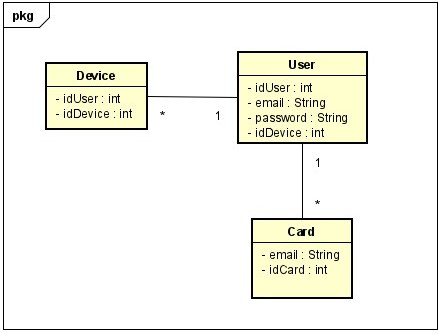 pkg
Device
- idUser : int
- idDevice : int
*
1
User
- idUser : int
- email : String
- password : String
- idDevice : int
1
*
Card
- email : String
- idCard : int